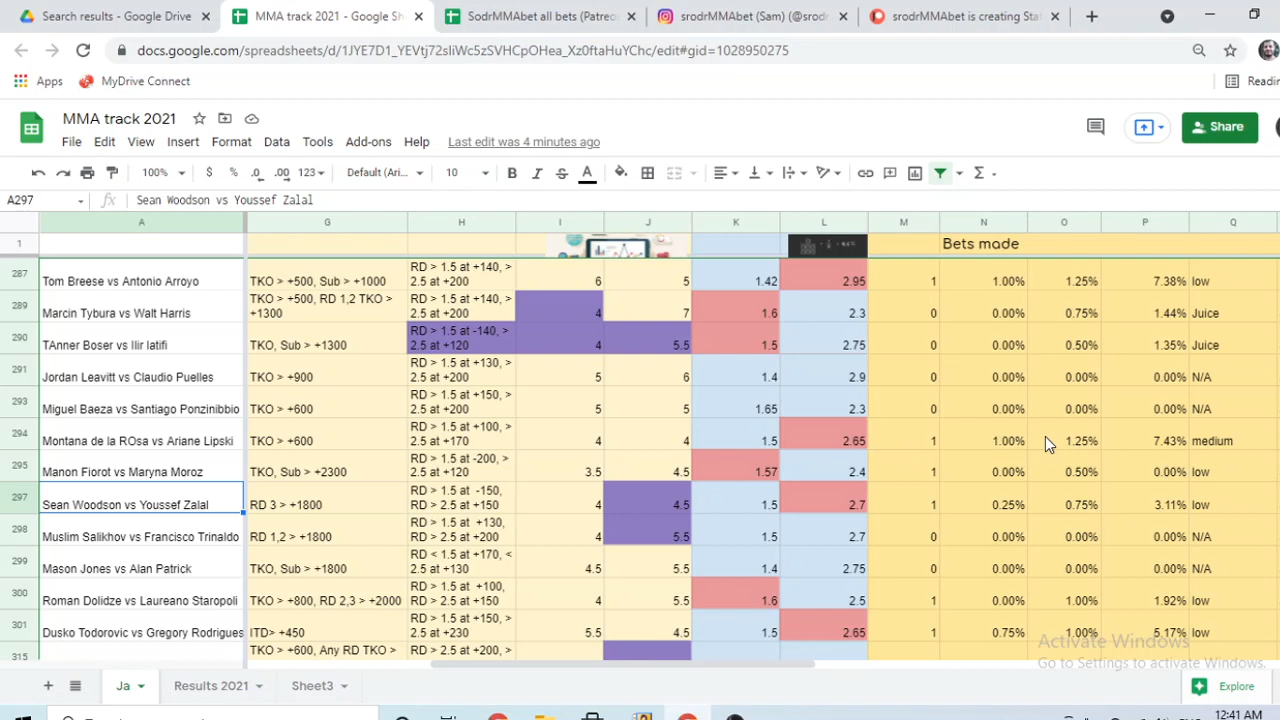 Search results - Google Drive
MMA track 2021 - Google Sh
SodrMMAbet all bets (Patreo
srodrMMAbet (Sam) (@srodr
srodrMMAbet is creating Sta
docs.google.com/spreadsheets/d/1JYE7D1_YEVtj72sIiWc5zSVHCpOHea_Xz0ftaHuYChc/edit#gid=1028950275
Apps MyDrive Connect Readin
MMA track 2021
File Edit View Insert Format Data Tools Add-ons Help Last edit was 4 minutes ago
Share
100% $ % .0 .00 123 Default (Ari... 10 B I S A
A297 fx Sean Woodson vs Youssef Zalal
A G H I J K L M N O P Q
1 Bets made
287 Tom Breese vs Antonio Arroyo TKO > +500, Sub > +1000 RD > 1.5 at +140, > 2.5 at +200 6 5 1.42 2.95 1 1.00% 1.25% 7.38% low
289 Marcin Tybura vs Walt Harris TKO > +500, RD 1,2 TKO > +1300 RD > 1.5 at +140, > 2.5 at +200 4 7 1.6 2.3 0 0.00% 0.75% 1.44% Juice
290 TAnner Boser vs Ilir latifi TKO, Sub > +1300 RD > 1.5 at -140, > 2.5 at +120 4 5.5 1.5 2.75 0 0.00% 0.50% 1.35% Juice
291 Jordan Leavitt vs Claudio Puelles TKO > +900 RD > 1.5 at +130, > 2.5 at +200 5 6 1.4 2.9 0 0.00% 0.00% 0.00% N/A
293 Miguel Baeza vs Santiago Ponzinibbio TKO > +600 RD > 1.5 at +150, > 2.5 at +200 5 5 1.65 2.3 0 0.00% 0.00% 0.00% N/A
294 Montana de la ROsa vs Ariane Lipski TKO > +600 RD > 1.5 at +100, > 2.5 at +170 4 4 1.5 2.65 1 1.00% 1.25% 7.43% medium
295 Manon Fiorot vs Maryna Moroz TKO, Sub > +2300 RD > 1.5 at -200, > 2.5 at +120 3.5 4.5 1.57 2.4 1 0.00% 0.50% 0.00% low
297 Sean Woodson vs Youssef Zalal RD 3 > +1800 RD > 1.5 at -150, RD > 2.5 at +150 4 4.5 1.5 2.7 1 0.25% 0.75% 3.11% low
298 Muslim Salikhov vs Francisco Trinaldo RD 1,2 > +1800 RD > 1.5 at +130, RD > 2.5 at +200 4 5.5 1.5 2.7 0 0.00% 0.00% 0.00% N/A
299 Mason Jones vs Alan Patrick TKO, Sub > +1800 RD < 1.5 at +170, < 2.5 at +130 4.5 5.5 1.4 2.75 0 0.00% 0.00% 0.00% N/A
300 Roman Dolidze vs Laureano Staropoli TKO > +800, RD 2,3 > +2000 RD > 1.5 at +100, RD > 2.5 at +150 4 5.5 1.6 2.5 1 0.00% 1.00% 1.92% low
301 Dusko Todorovic vs Gregory Rodrigues ITD> +450 RD > 1.5 at +150, > 2.5 at +230 5.5 4.5 1.5 2.65 1 0.75% 1.00% 5.17% low
315 TKO > +600, Any RD TKO > RD > 2.5 at +200, >
Activate Windows
Go to Settings to activate Windows.
Ja Results 2021 Sheet3 Explore
12:41 AM